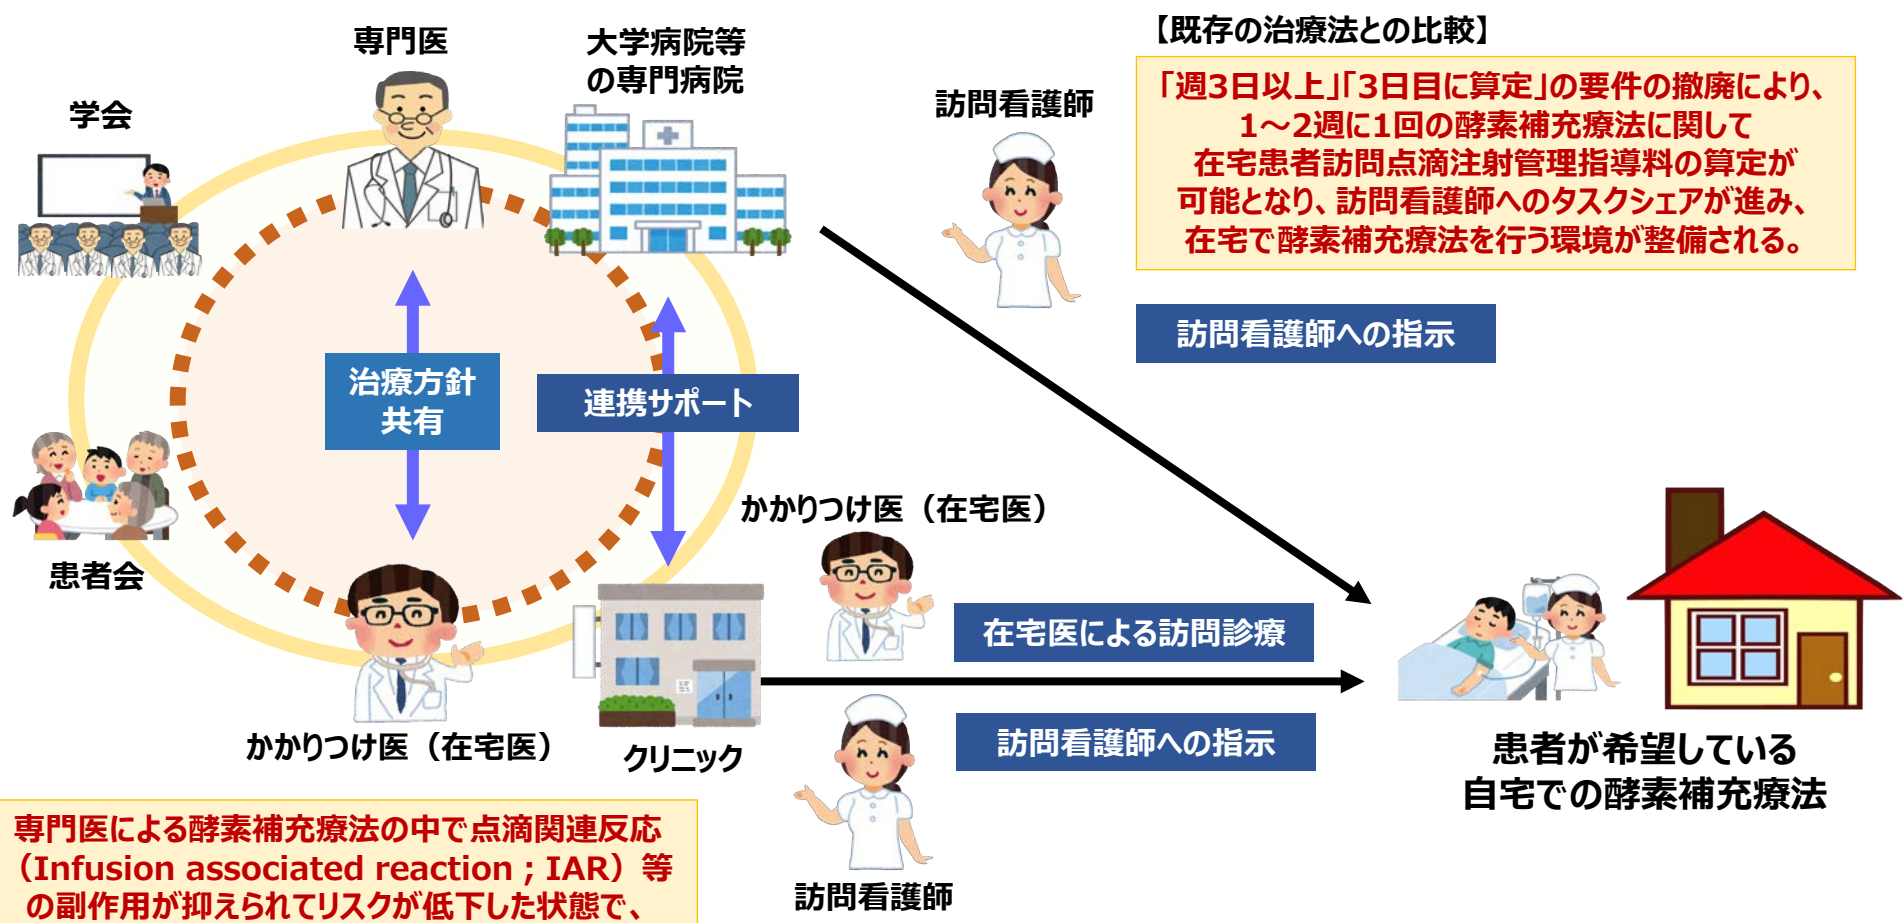 専門医
大学病院等
の専門病院
学会
訪問看護師
【既存の治療法との比較】
「週3日以上」「3日目に算定」の要件の撤廃により、
1～2週に1回の酵素補充療法に関して
在宅患者訪問点滴注射管理指導料の算定が
可能となり、訪問看護師へのタスクシェアが進み、
在宅で酵素補充療法を行う環境が整備される。
訪問看護師への指示
治療方針
共有
連携サポート
患者会
かかりつけ医（在宅医）
在宅医による訪問診療
かかりつけ医（在宅医）
クリニック
訪問看護師への指示
患者が希望している
自宅での酵素補充療法
専門医による酵素補充療法の中で点滴関連反応
（Infusion associated reaction；IAR）等
の副作用が抑えられてリスクが低下した状態で、
訪問看護師